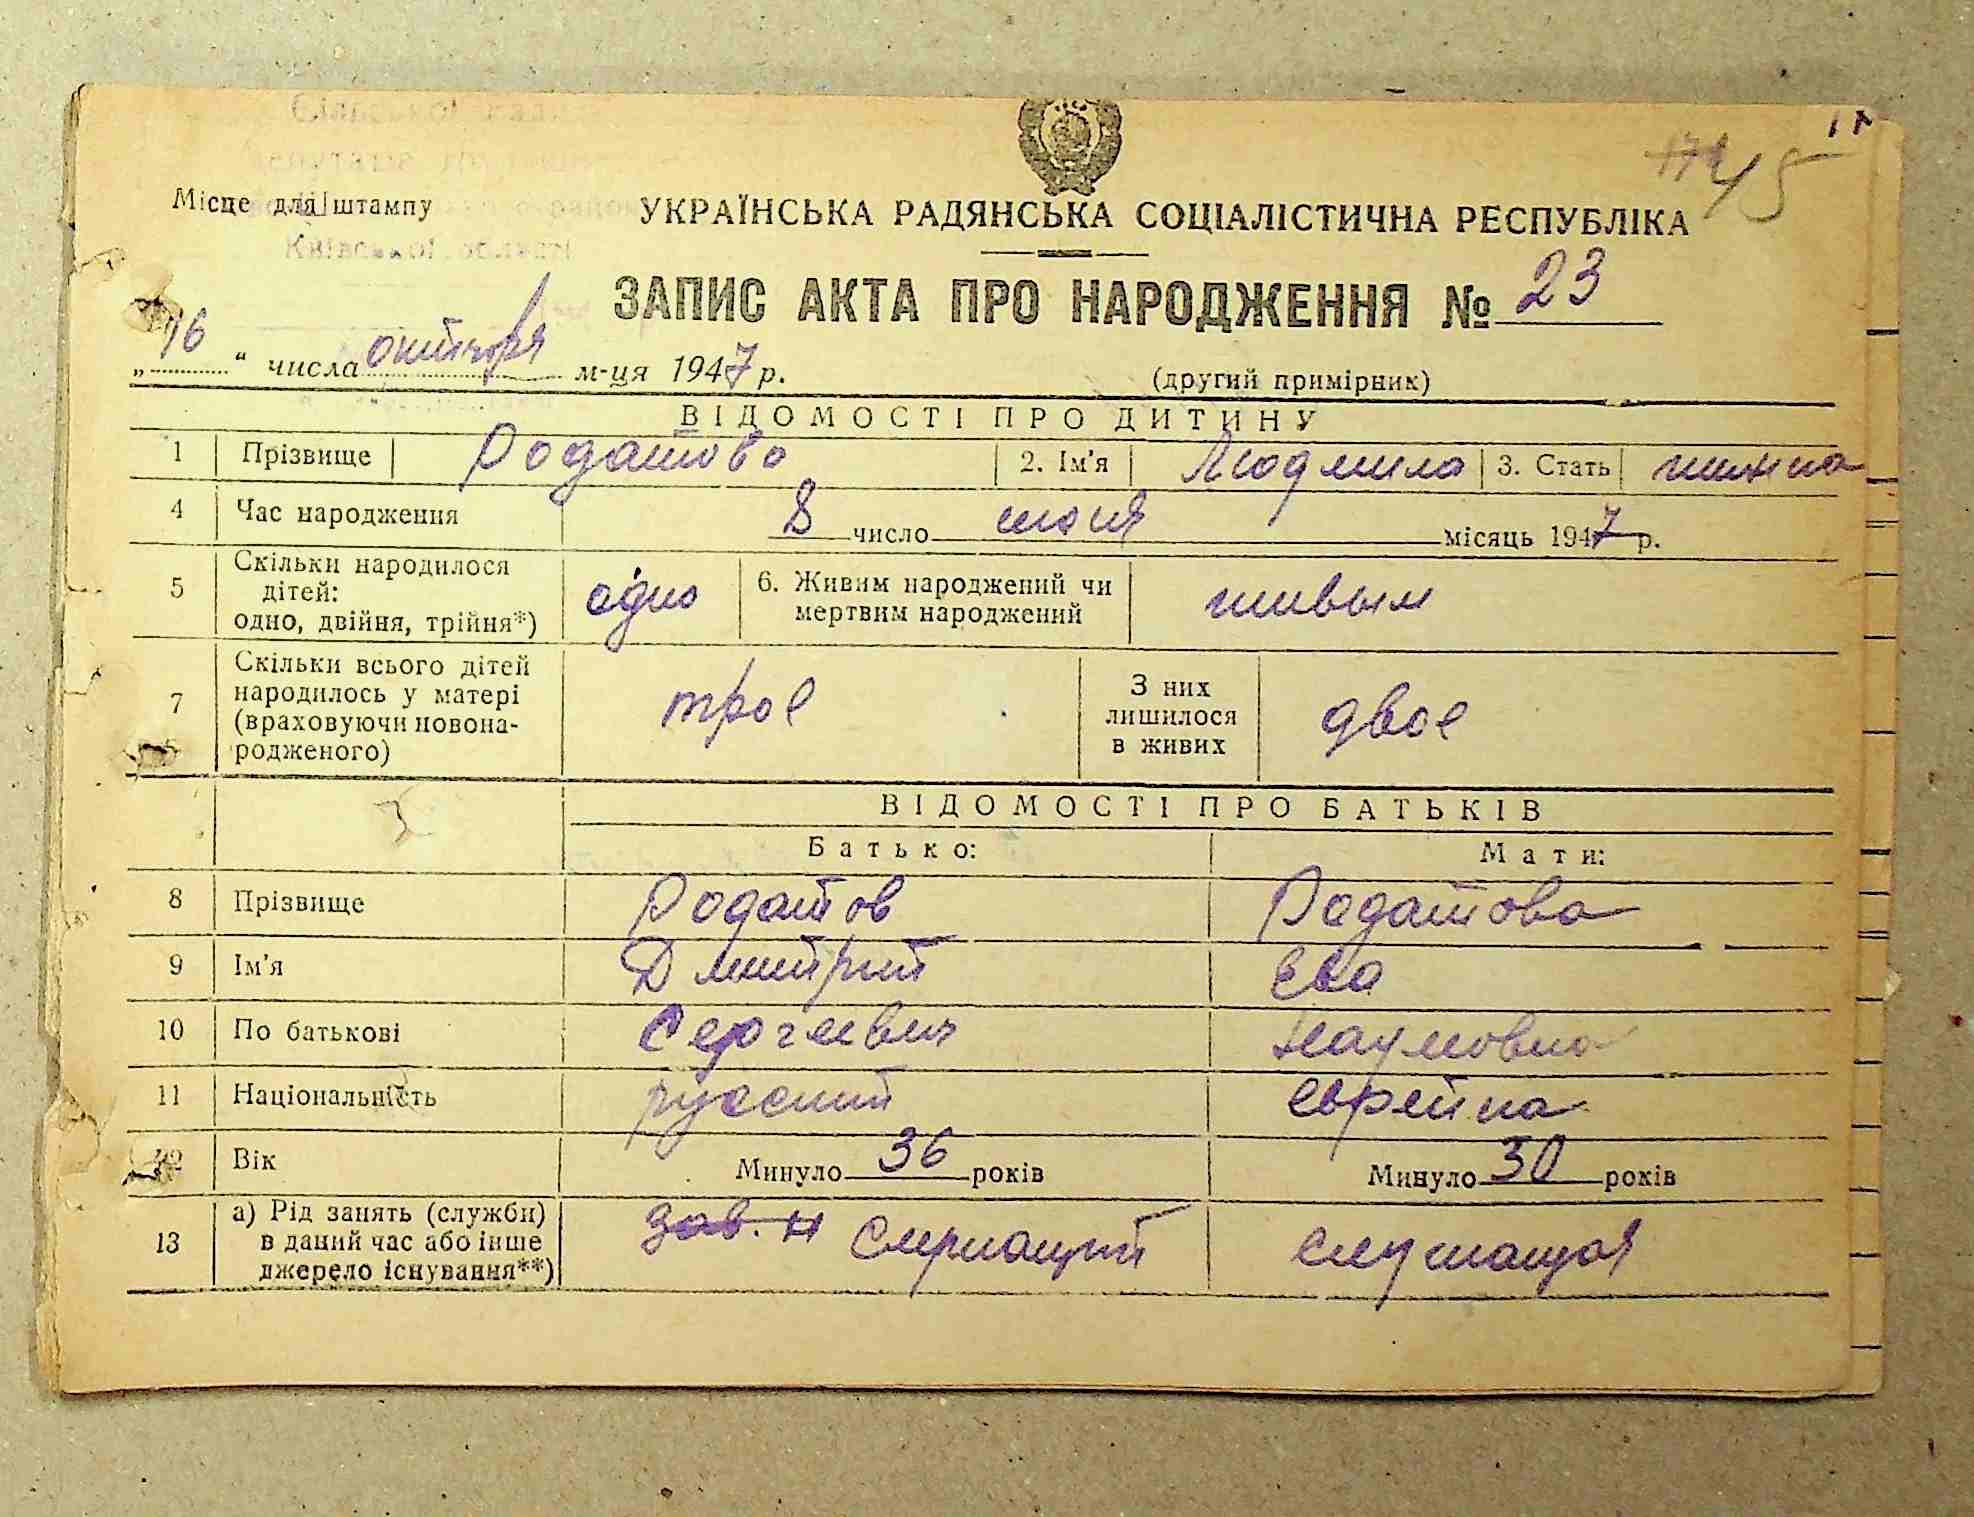 Місце для штампу
Київської області
45
УКРАЇНСЬКА РАДЯНСЬКА СОЦІАЛІСТИЧНА РЕСПУБЛІКА
ЗАПИС АКТА ПРО НАРОДЖЕННЯ № 23
„16“ числа октября м-ця 1947 р.
(другий примірник)
ВІДОМОСТІ ПРО ДИТИНУ
1 Прізвище Родатова 2. Ім'я Людмила 3. Стать женска
4 Час народження 8 число июня місяць 1947 р.
5 Скільки народилося дітей: одно, двійня, трійня*) одно 6. Живим народжений чи мертвим народжений живым
7 Скільки всього дітей народилось у матері (враховуючи новонародженого) трое З них лишилося в живих двое
ВІДОМОСТІ ПРО БАТЬКІВ
Батько: Мати:
8 Прізвище Родатов Родатова
9 Ім'я Дмитрий Ева
10 По батькові Сергеевич Наумовна
11 Національність русский еврейка
12 Вік Минуло 36 років Минуло 30 років
13 а) Рід занять (служби) в даний час або інше джерело існування**) зав. служащий служащая